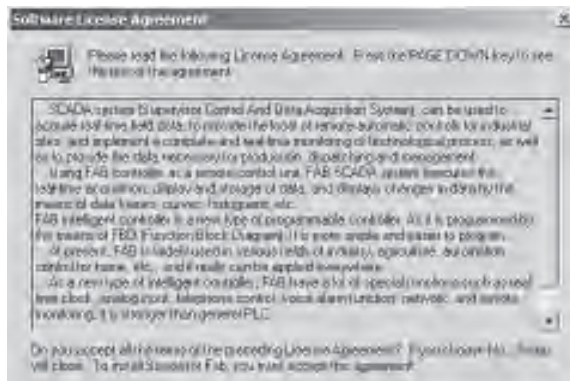 Software License Agreement
Please read the following License Agreement. Press the PAGE DOWN key to see
the rest of the agreement
SCADA system (Supervisor Control And Data Acquisition System), can be used to
acquire real-time field data, to provide the local or remote automatic controls for industrial
sites, and implement a complete and real-time monitoring of technological process, as well
as to provide the data necessary for production, dispatching and management.
Using FAB controller as a remote control unit, FAB SCADA system executes the
real-time acquisition, display and storage of data, and displays changes in data by the
means of data curves, histogram, etc.
FAB intelligent controller is a new type of programmable controller. As it is programmed by
the means of FBD (Function Block Diagram), it is more simple and easier to program.
At present, FAB is widely used in various fields of industry, agriculture, automation
control for home, etc., and it really can be applied everywhere.
As a new type of intelligent controller, FAB have a lot of special functions such as real
time clock, analog input, telephone control, voice alarm function, network, and remote
monitoring, it is stronger than general PLC.
Do you accept all the terms of the preceding License Agreement? If you choose No, Setup
will close. To install Fab, you must accept this agreement.